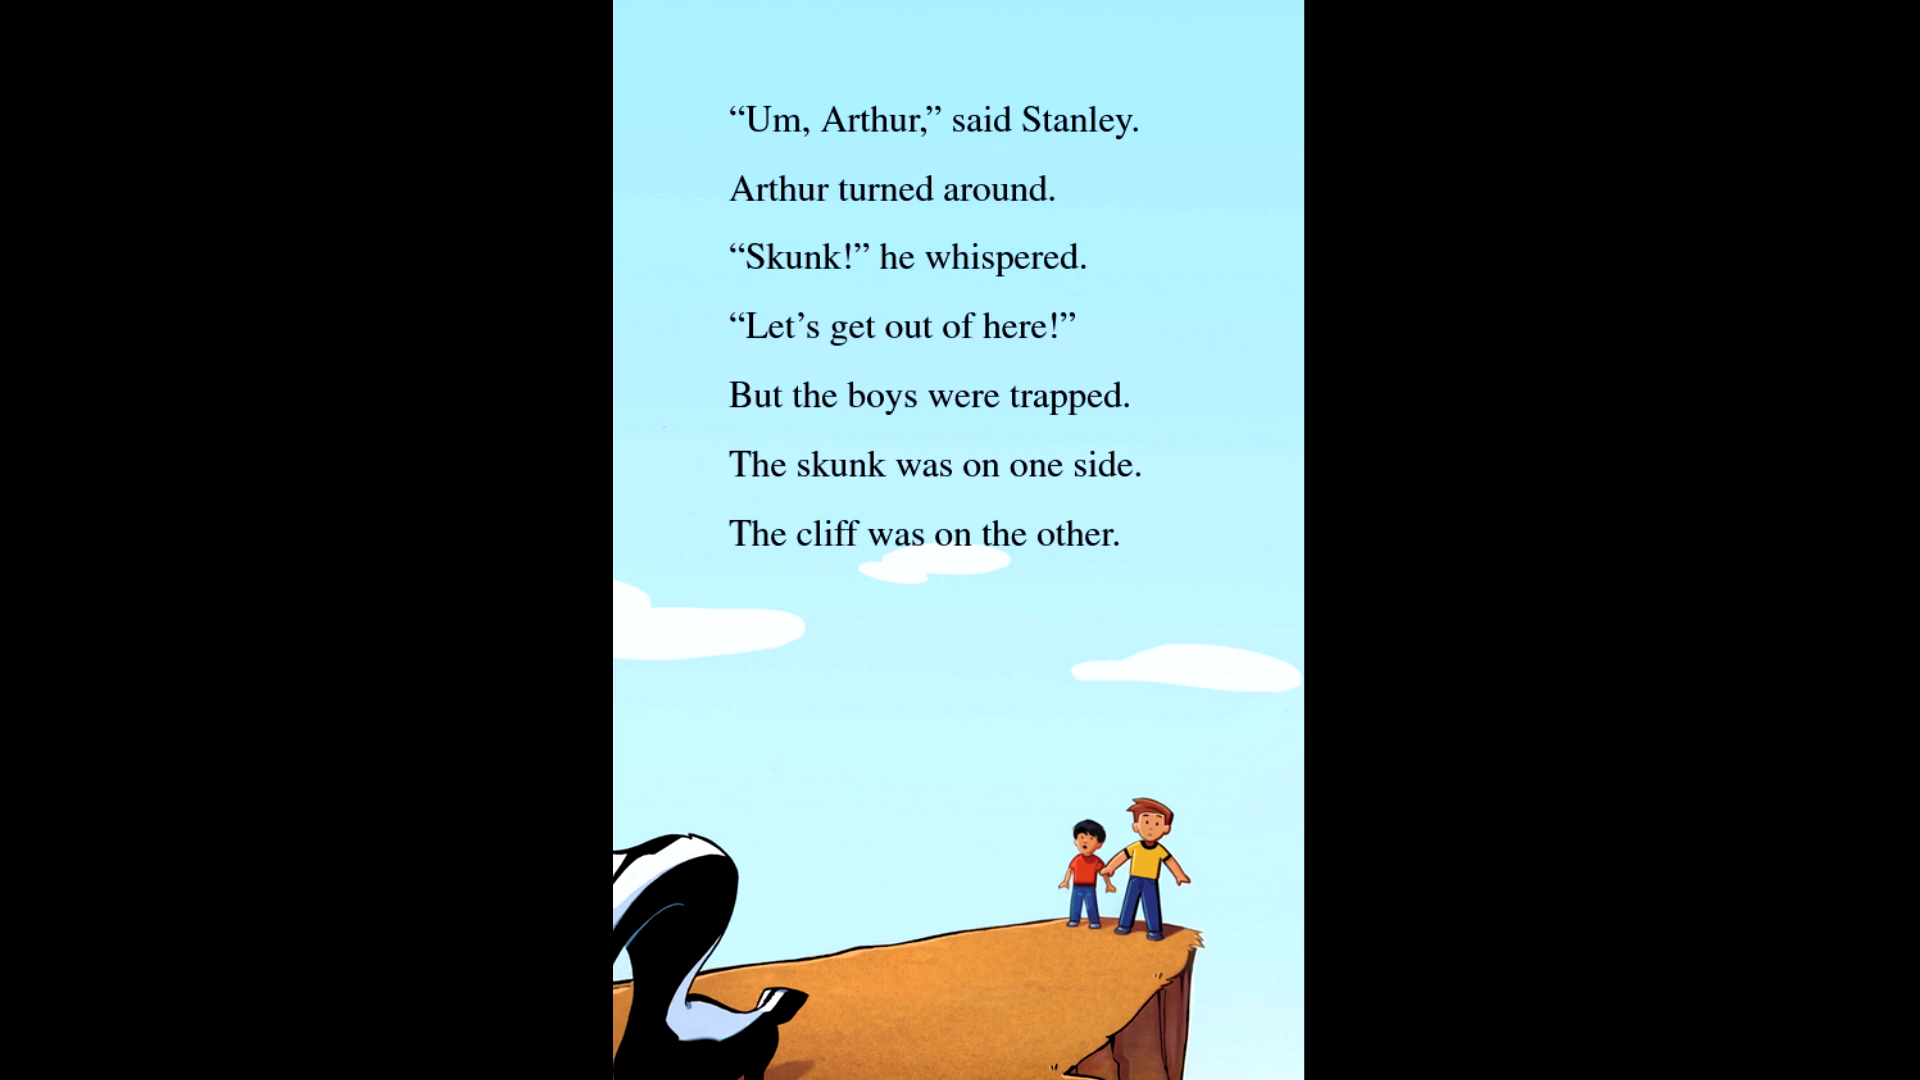 “Um, Arthur,” said Stanley.
Arthur turned around.
“Skunk!” he whispered.
“Let’s get out of here!”
But the boys were trapped.
The skunk was on one side.
The cliff was on the other.